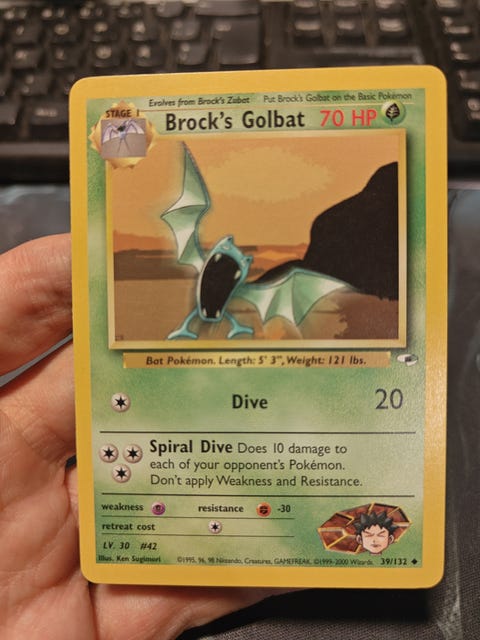 Evolves from Brock's Zubat Put Brock's Golbat on the Basic Pokémon
STAGE 1
Brock's Golbat 70 HP
Bat Pokémon. Length: 5' 3", Weight: 121 lbs.
Dive 20
Spiral Dive Does 10 damage to
each of your opponent's Pokémon.
Don't apply Weakness and Resistance.
weakness resistance -30
retreat cost
LV. 30 #42
Illus. Ken Sugimori ©1995, 96, 98 Nintendo, Creatures, GAMEFREAK. ©1999-2000 Wizards. 39/132